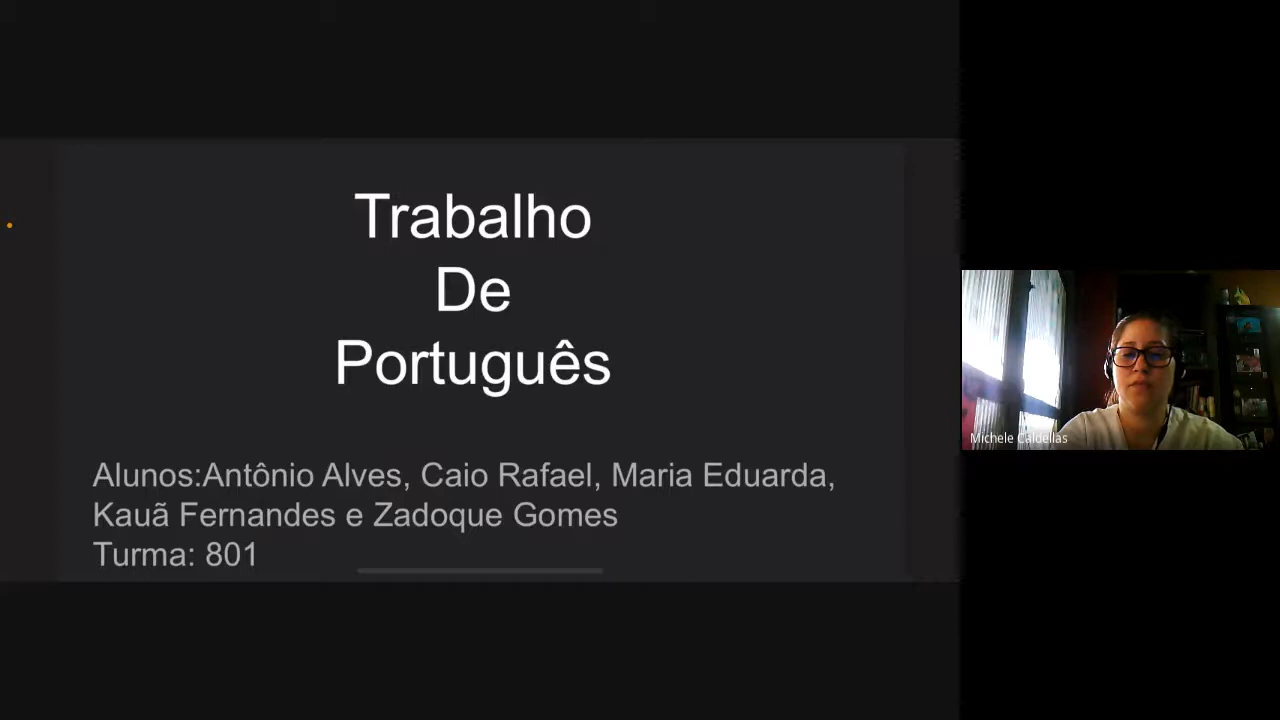 Trabalho
De
Português
Alunos:Antônio Alves, Caio Rafael, Maria Eduarda,
Kauã Fernandes e Zadoque Gomes
Turma: 801
Michele Caldellas